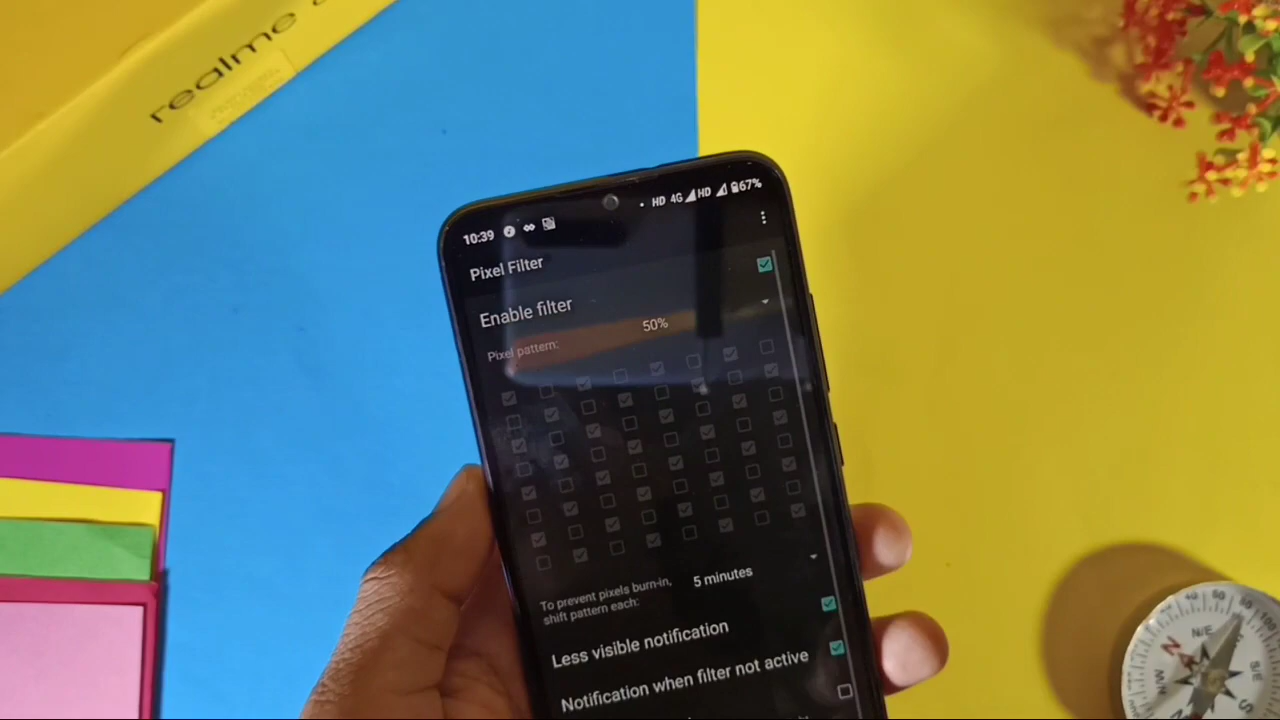 realme
10:39 HD 4G HD 67%
Pixel Filter
Enable filter
Pixel pattern: 50%
To prevent pixels burn-in,
shift pattern each: 5 minutes
Less visible notification
Notification when filter not active
N
N/E
NW
W
S/E